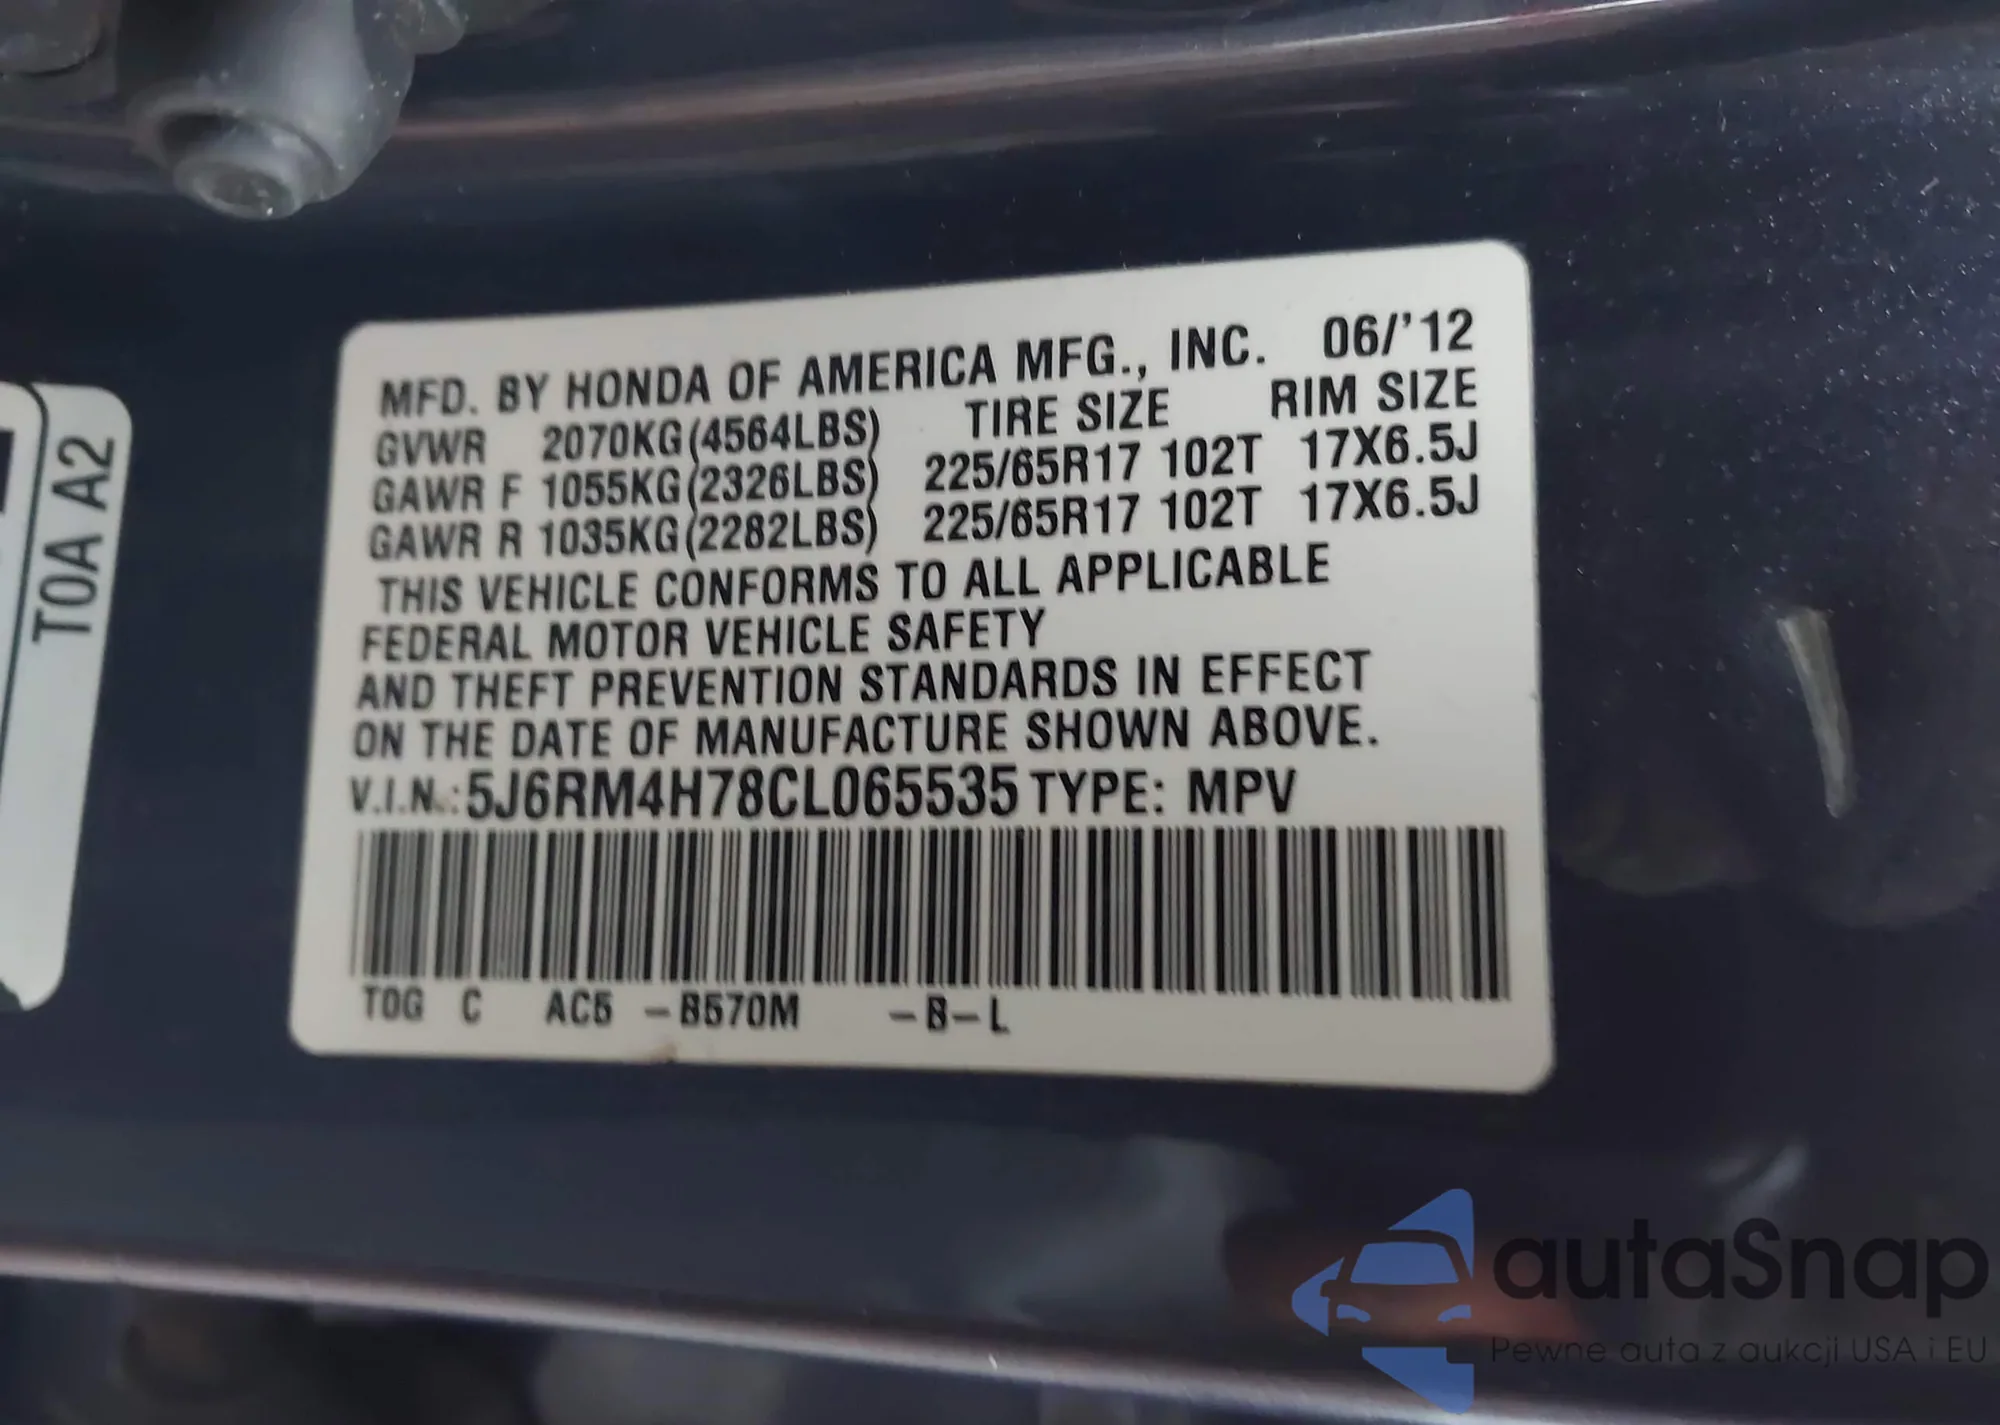 MFD. BY HONDA OF AMERICA MFG., INC. 06/'12
GVWR 2070KG(4564LBS) TIRE SIZE RIM SIZE
GAWR F 1055KG(2326LBS) 225/65R17 102T 17X6.5J
GAWR R 1035KG(2282LBS) 225/65R17 102T 17X6.5J
THIS VEHICLE CONFORMS TO ALL APPLICABLE
FEDERAL MOTOR VEHICLE SAFETY
AND THEFT PREVENTION STANDARDS IN EFFECT
ON THE DATE OF MANUFACTURE SHOWN ABOVE.
V.I.N.:5J6RM4H78CL065535 TYPE: MPV
T0G C AC5 -B570M -B-L
T0A A2
autaSnap
Pewne auta z aukcji USA i EU